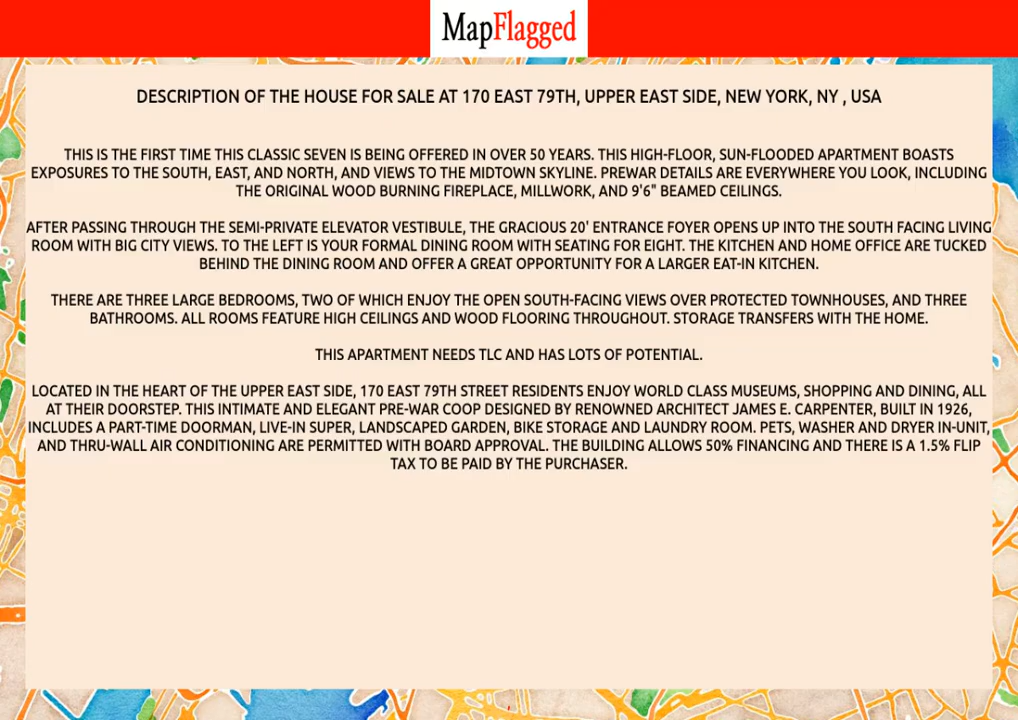 MapFlagged
DESCRIPTION OF THE HOUSE FOR SALE AT 170 EAST 79TH, UPPER EAST SIDE, NEW YORK, NY , USA
THIS IS THE FIRST TIME THIS CLASSIC SEVEN IS BEING OFFERED IN OVER 50 YEARS. THIS HIGH-FLOOR, SUN-FLOODED APARTMENT BOASTS
EXPOSURES TO THE SOUTH, EAST, AND NORTH, AND VIEWS TO THE MIDTOWN SKYLINE. PREWAR DETAILS ARE EVERYWHERE YOU LOOK, INCLUDING
THE ORIGINAL WOOD BURNING FIREPLACE, MILLWORK, AND 9'6" BEAMED CEILINGS.
AFTER PASSING THROUGH THE SEMI-PRIVATE ELEVATOR VESTIBULE, THE GRACIOUS 20' ENTRANCE FOYER OPENS UP INTO THE SOUTH FACING LIVING
ROOM WITH BIG CITY VIEWS. TO THE LEFT IS YOUR FORMAL DINING ROOM WITH SEATING FOR EIGHT. THE KITCHEN AND HOME OFFICE ARE TUCKED
BEHIND THE DINING ROOM AND OFFER A GREAT OPPORTUNITY FOR A LARGER EAT-IN KITCHEN.
THERE ARE THREE LARGE BEDROOMS, TWO OF WHICH ENJOY THE OPEN SOUTH-FACING VIEWS OVER PROTECTED TOWNHOUSES, AND THREE
BATHROOMS. ALL ROOMS FEATURE HIGH CEILINGS AND WOOD FLOORING THROUGHOUT. STORAGE TRANSFERS WITH THE HOME.
THIS APARTMENT NEEDS TLC AND HAS LOTS OF POTENTIAL.
LOCATED IN THE HEART OF THE UPPER EAST SIDE, 170 EAST 79TH STREET RESIDENTS ENJOY WORLD CLASS MUSEUMS, SHOPPING AND DINING, ALL
AT THEIR DOORSTEP. THIS INTIMATE AND ELEGANT PRE-WAR COOP DESIGNED BY RENOWNED ARCHITECT JAMES E. CARPENTER, BUILT IN 1926,
INCLUDES A PART-TIME DOORMAN, LIVE-IN SUPER, LANDSCAPED GARDEN, BIKE STORAGE AND LAUNDRY ROOM. PETS, WASHER AND DRYER IN-UNIT,
AND THRU-WALL AIR CONDITIONING ARE PERMITTED WITH BOARD APPROVAL. THE BUILDING ALLOWS 50% FINANCING AND THERE IS A 1.5% FLIP
TAX TO BE PAID BY THE PURCHASER.